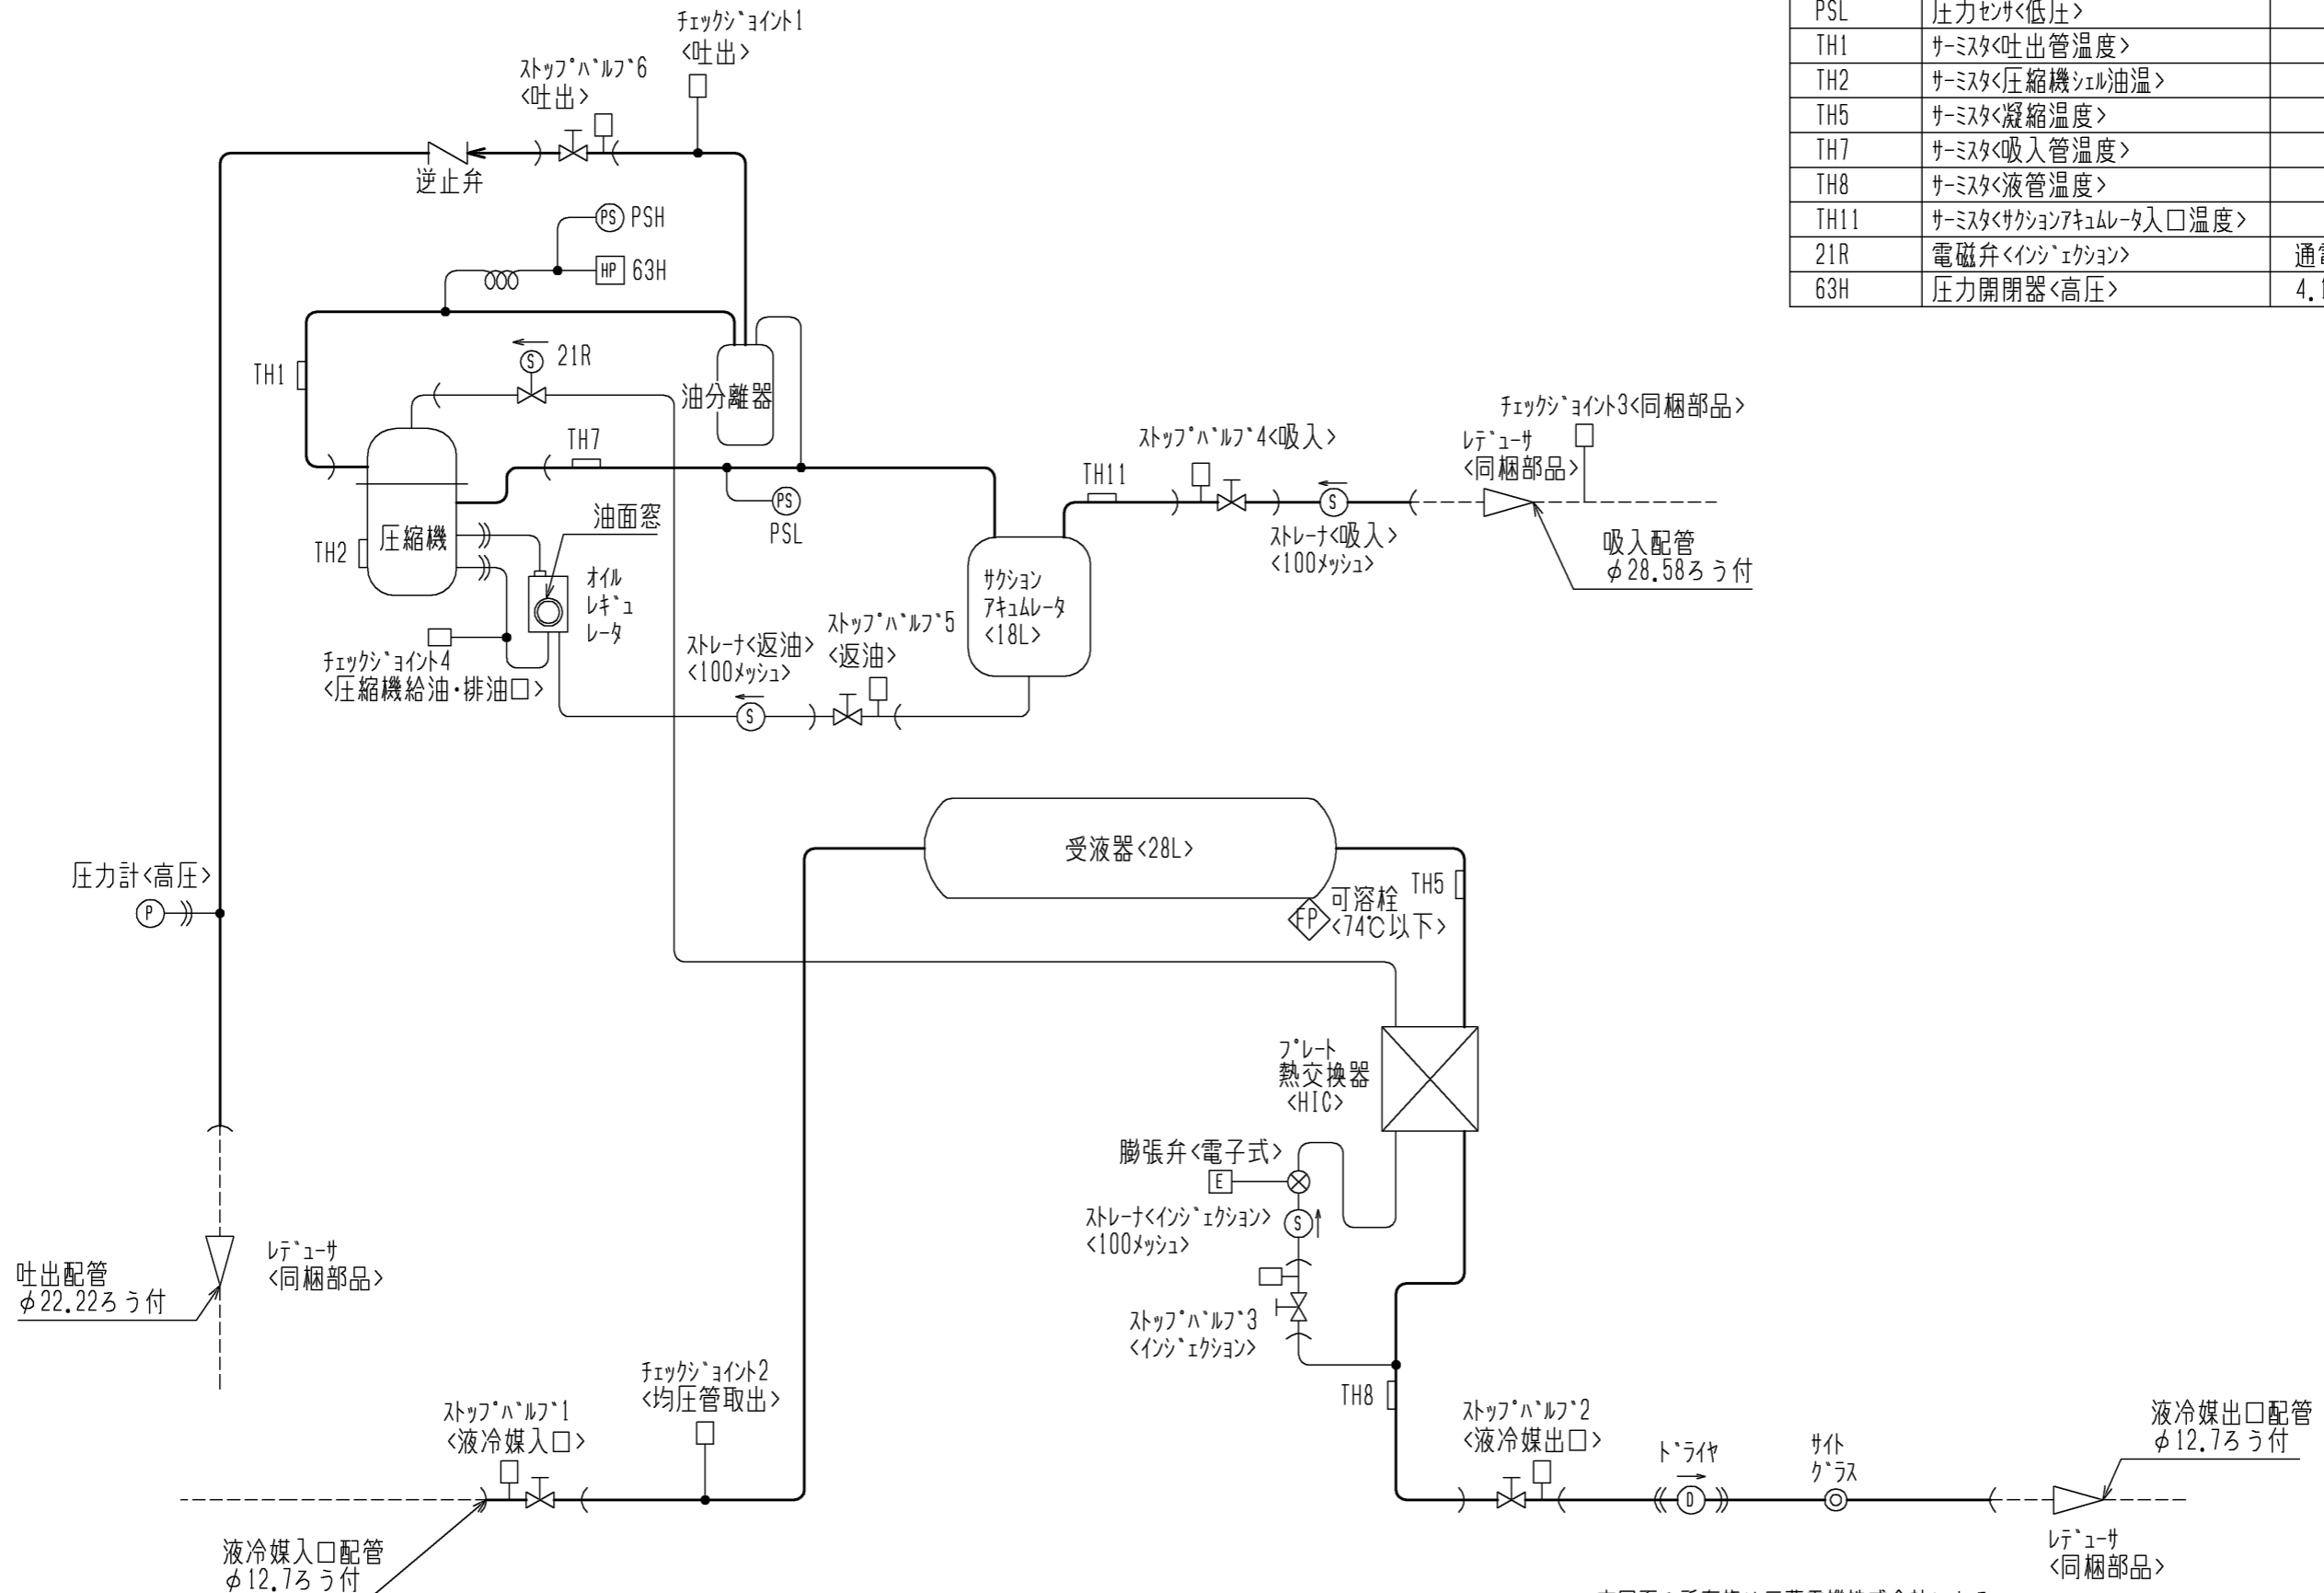 チェックジョイント1
<吐出>
ストップバルブ6
<吐出>
逆止弁
PS PSH
HP 63H
TH1
S 21R
油分離器
TH7
PS
PSL
圧縮機
TH2
油面窓
オイル
レギュ
レータ
チェックジョイント4
<圧縮機給油・排油口>
ストレーナ<返油>
<100メッシュ>
S
ストップバルブ5
<返油>
サクション
アキュムレータ
<18L>
TH11
ストップバルブ4<吸入>
S
ストレーナ<吸入>
<100メッシュ>
チェックジョイント3<同梱部品>
レデューサ
<同梱部品>
吸入配管
φ28.58ろう付
PSL 圧力センサ<低圧>
TH1 サーミスタ<吐出管温度>
TH2 サーミスタ<圧縮機シェル油温>
TH5 サーミスタ<凝縮温度>
TH7 サーミスタ<吸入管温度>
TH8 サーミスタ<液管温度>
TH11 サーミスタ<サクションアキュムレータ入口温度>
21R 電磁弁<インジェクション> 通
63H 圧力開閉器<高圧> 4.
圧力計<高圧>
P
受液器<28L>
FP
可溶栓
<74℃以下>
TH5
プレート
熱交換器
<HIC>
膨張弁<電子式>
E
ストレーナ<インジェクション>
<100メッシュ>
S
ストップバルブ3
<インジェクション>
TH8
吐出配管
φ22.22ろう付
レデューサ
<同梱部品>
チェックジョイント2
<均圧管取出>
ストップバルブ1
<液冷媒入口>
液冷媒入口配管
φ12.7ろう付
ストップバルブ2
<液冷媒出口>
ドライヤ
D
サイト
グラス
液冷媒出口配管
φ12.7ろう付
レデューサ
<同梱部品>